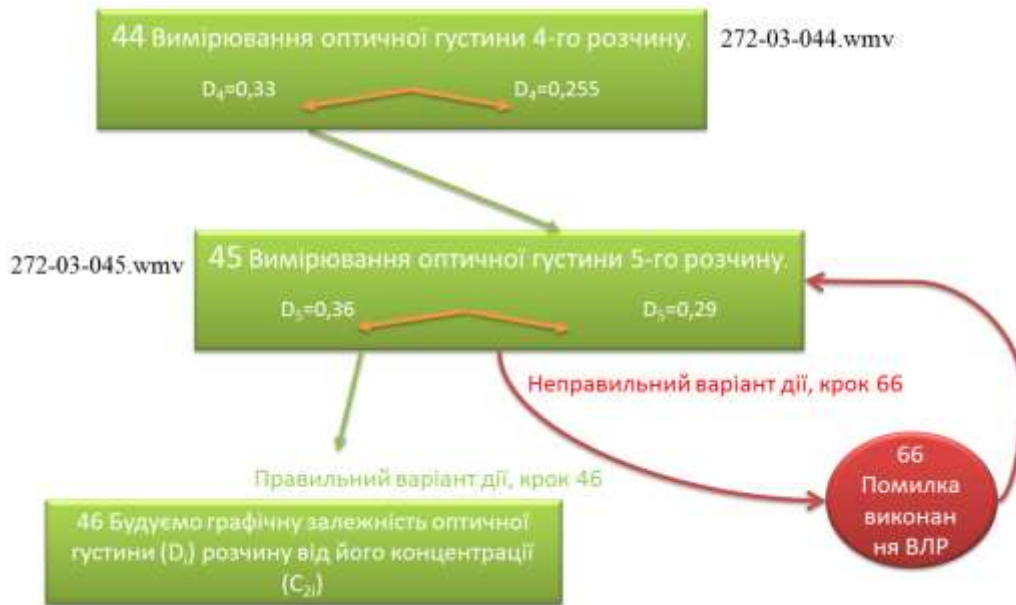 44 Вимірювання оптичної густини 4-го розчину.
272-03-044.wmv
D₄=0,33
D₄=0,255
272-03-045.wmv
45 Вимірювання оптичної густини 5-го розчину.
D₅=0,36
D₅=0,29
Неправильний варіант дії, крок 66
Правильний варіант дії, крок 46
66
Помилка
виконан
ня ВЛР
46 Будуємо графічну залежність оптичної
густини (Dᵢ) розчину від його концентрації
(C₂ᵢ)